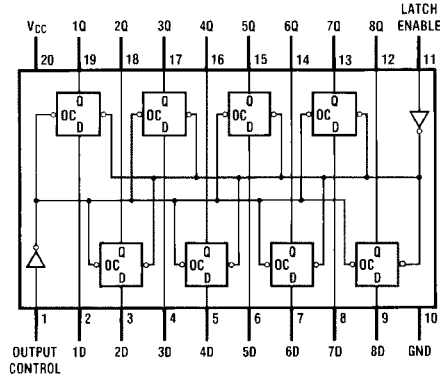 LATCH
VCC 1Q 2Q 3Q 4Q 5Q 6Q 7Q 8Q ENABLE
20 19 18 17 16 15 14 13 12 11
Q Q Q Q
OC OC OC OC
D D D D
Q Q Q Q
OC OC OC OC
D D D D
1 2 3 4 5 6 7 8 9 10
OUTPUT 1D 2D 3D 4D 5D 6D 7D 8D GND
CONTROL